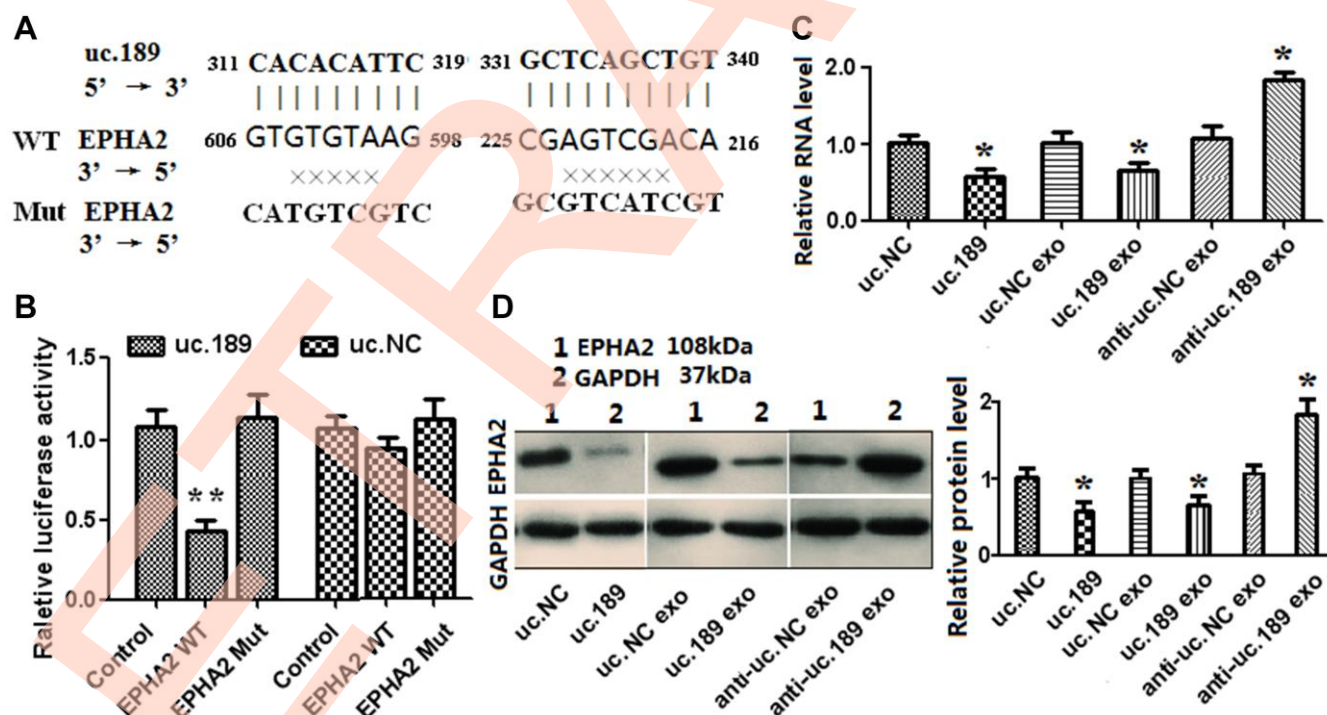 A
uc.189
5’ → 3’
311 CACACATTC 319
331 GCTCAGCTGT 340
WT EPHA2
3’ → 5’
606 GTGTGTAAG 598
225 CGAGTCGACA 216
×××××
××××××
Mut EPHA2
3’ → 5’
CATGTCGTC
GCGTCATCGT
B
uc.189
uc.NC
Raletive luciferase activity
1.5
1.0
0.5
0.0
**
Control
EPHA2 WT
EPHA2 Mut
Control
EPHA2 WT
EPHA2 Mut
C
Relative RNA level
2.0
1.0
0.0
*
*
*
uc.NC
uc.189
uc.NC exo
uc.189 exo
anti-uc.NC exo
anti-uc.189 exo
D
1 EPHA2 108kDa
2 GAPDH 37kDa
1 2 1 2 1 2
GAPDH EPHA2
uc.NC
uc.189
uc. NC exo
uc. 189 exo
anti-uc. NC exo
anti-uc. 189 exo
Relative protein level
2
1
0
*
*
*
uc.NC
uc.189
uc. NC exo
uc.189 exo
anti-uc. NC exo
anti-uc. 189 exo
ETRA